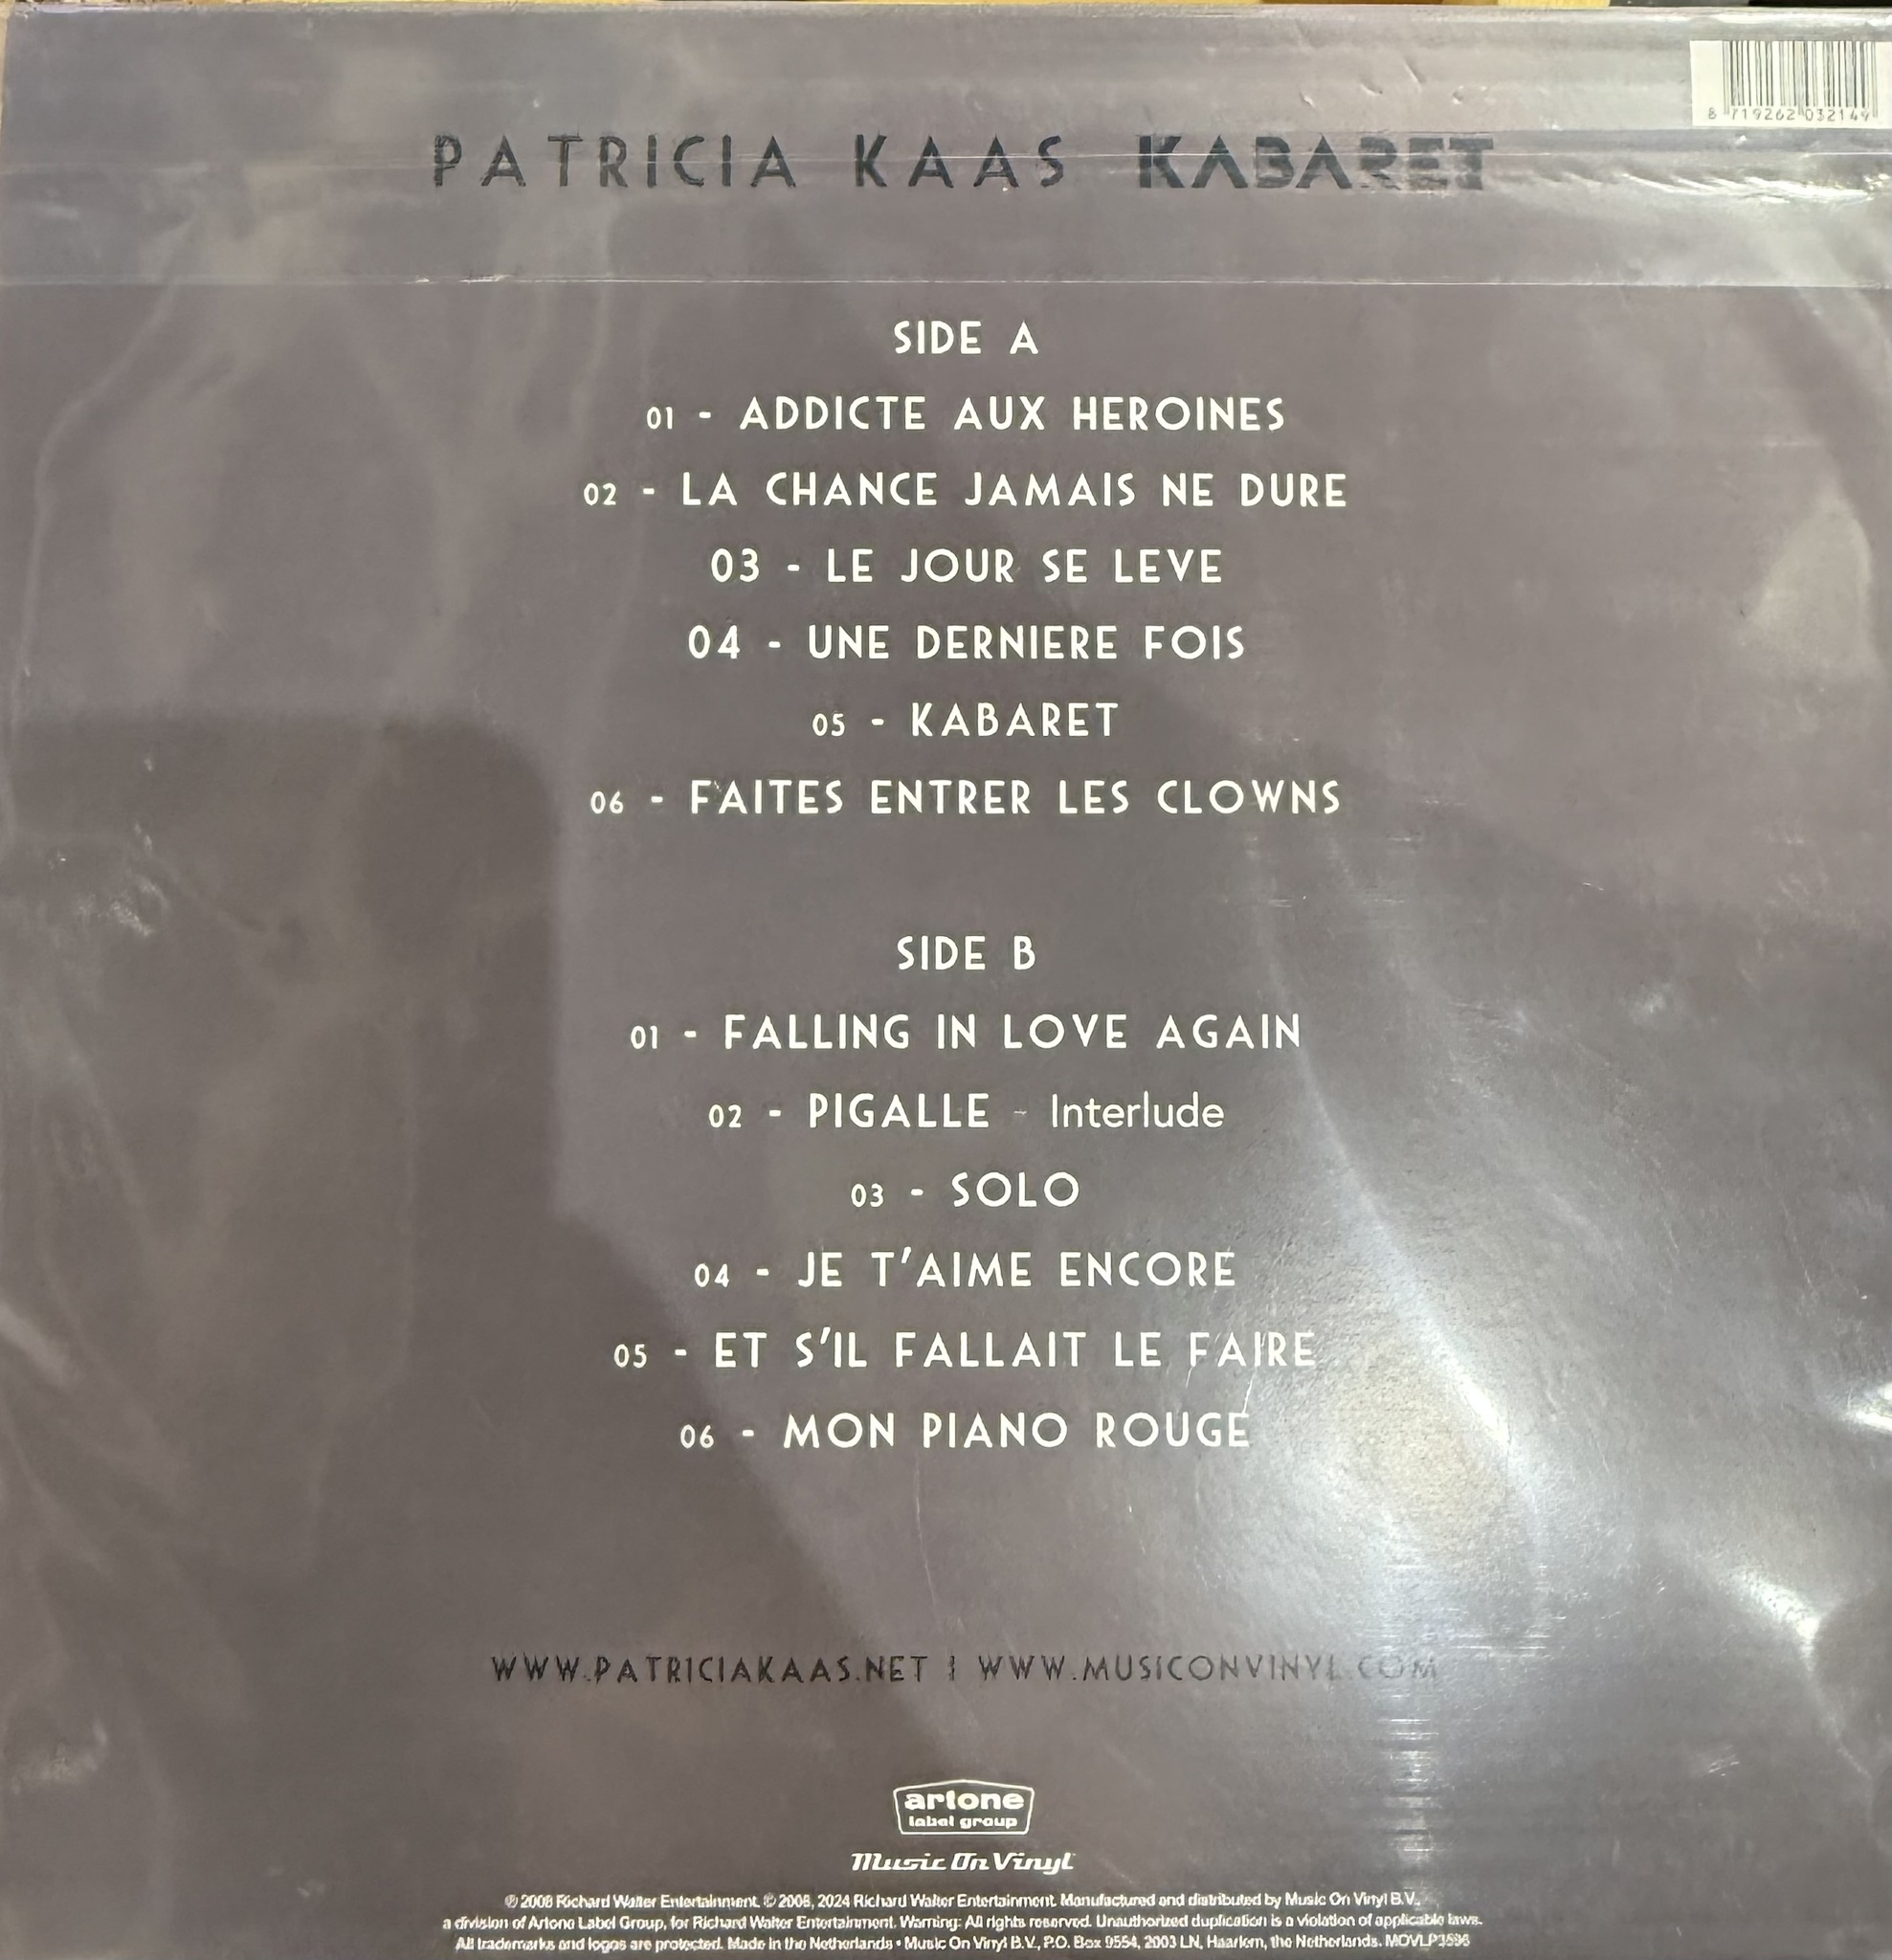 8 719262 032149
PATRICIA KAAS KABARET
SIDE A
01 - ADDICTE AUX HEROINES
02 - LA CHANCE JAMAIS NE DURE
03 - LE JOUR SE LEVE
04 - UNE DERNIERE FOIS
05 - KABARET
06 - FAITES ENTRER LES CLOWNS
SIDE B
01 - FALLING IN LOVE AGAIN
02 - PIGALLE - Interlude
03 - SOLO
04 - JE T'AIME ENCORE
05 - ET S'IL FALLAIT LE FAIRE
06 - MON PIANO ROUGE
WWW.PATRICIAKAAS.NET | WWW.MUSICONVINYL.COM
artone
label group
Music On Vinyl
℗ 2008 Richard Walter Entertainment. © 2008, 2024 Richard Walter Entertainment. Manufactured and distributed by Music On Vinyl B.V.,
a division of Artone Label Group, for Richard Walter Entertainment. Warning: All rights reserved. Unauthorized duplication is a violation of applicable laws.
All trademarks and logos are protected. Made in the Netherlands • Music On Vinyl B.V., P.O. Box 9554, 2003 LN, Haarlem, the Netherlands.